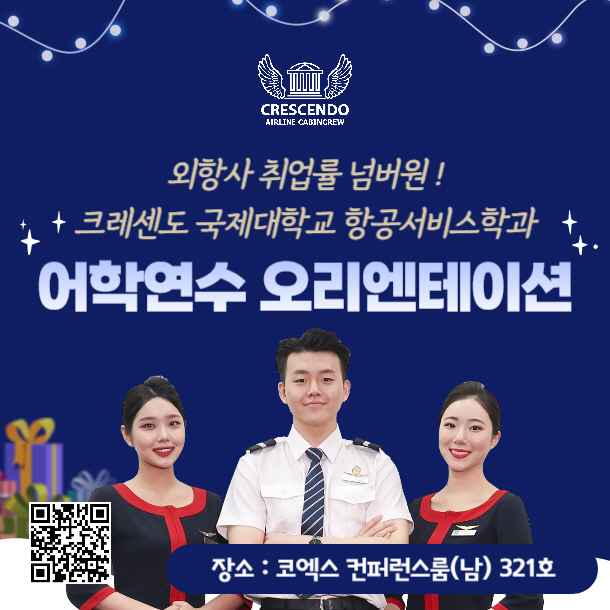 CRESCENDO
AIRLINE CABINCREW
외항사 취업률 넘버원 !
크레센도 국제대학교 항공서비스학과
어학연수 오리엔테이션
장소 : 코엑스 컨퍼런스룸(남) 321호